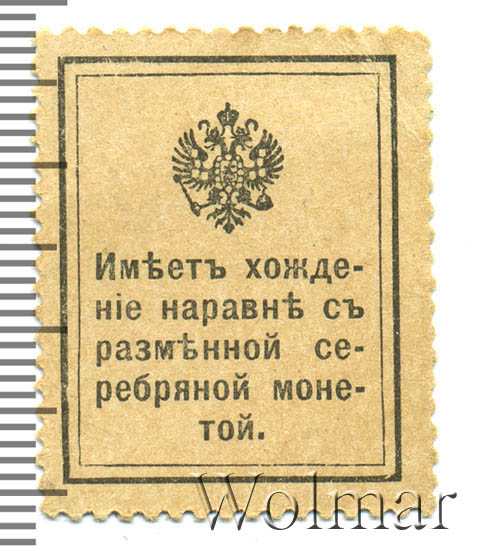 Имѣетъ хожде-
ніе наравнѣ съ
размѣнной се-
ребряной моне-
той.
Wolmar